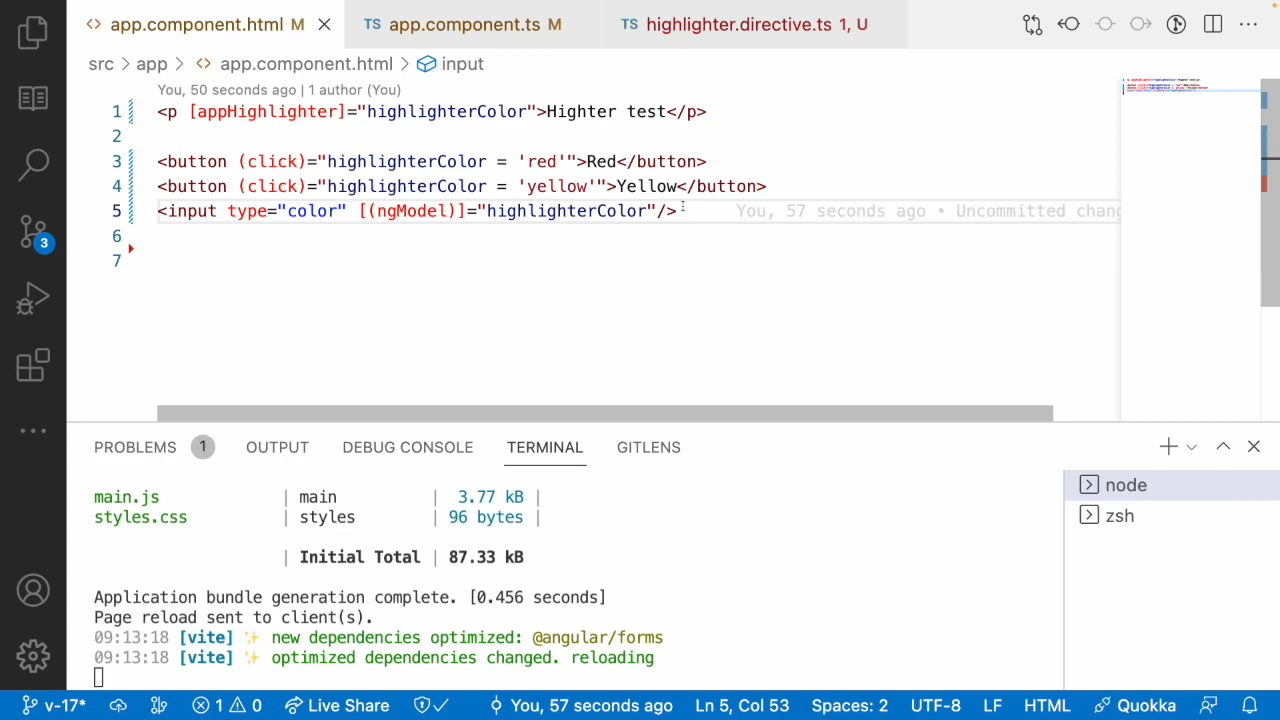 <> app.component.html M × TS app.component.ts M TS highlighter.directive.ts 1, U
src > app > <> app.component.html > input
You, 50 seconds ago | 1 author (You)
1 <p [appHighlighter]="highlighterColor">Highter test</p>
2
3 <button (click)="highlighterColor = 'red'">Red</button>
4 <button (click)="highlighterColor = 'yellow'">Yellow</button>
5 <input type="color" [(ngModel)]="highlighterColor"/> You, 57 seconds ago • Uncommitted chang
6
7
3
PROBLEMS 1 OUTPUT DEBUG CONSOLE TERMINAL GITLENS
main.js | main | 3.77 kB |
styles.css | styles | 96 bytes |
| Initial Total | 87.33 kB
Application bundle generation complete. [0.456 seconds]
Page reload sent to client(s).
09:13:18 [vite] ✨ new dependencies optimized: @angular/forms
09:13:18 [vite] ✨ optimized dependencies changed. reloading
node
zsh
v-17* 1 0 Live Share You, 57 seconds ago Ln 5, Col 53 Spaces: 2 UTF-8 LF HTML Quokka